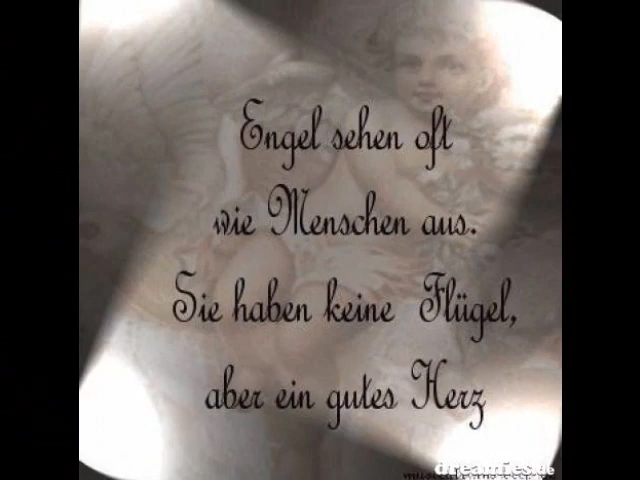 Engel sehen oft
wie Menschen aus.
Sie haben keine Flügel,
aber ein gutes Herz
dreamies.de